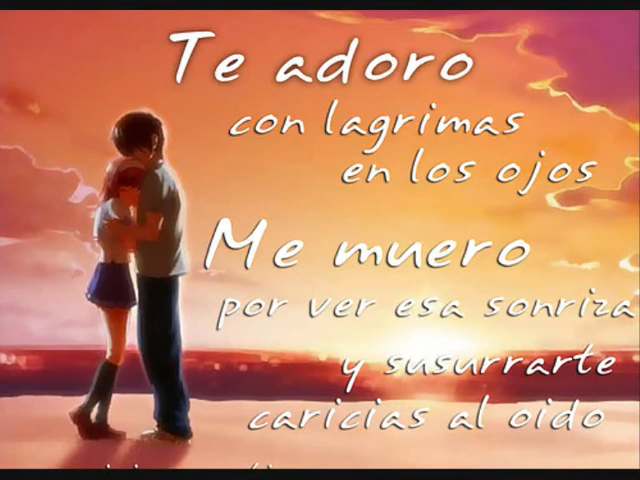 Te adoro
con lagrimas
en los ojos
Me muero
por ver esa sonriza
y susurrarte
caricias al oido